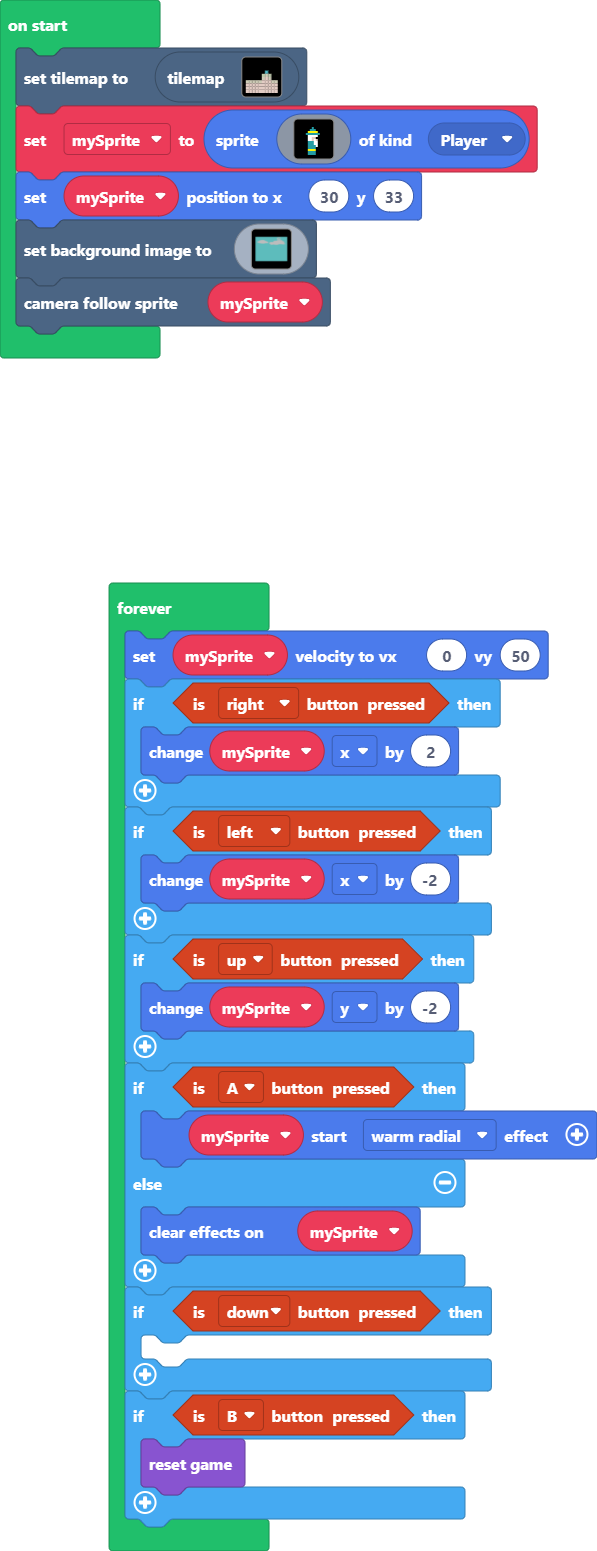 on start
set tilemap to tilemap
set mySprite to sprite of kind Player
set mySprite position to x 30 y 33
set background image to
camera follow sprite mySprite
forever
set mySprite velocity to vx 0 vy 50
if is right button pressed then
change mySprite x by 2
if is left button pressed then
change mySprite x by -2
if is up button pressed then
change mySprite y by -2
if is A button pressed then
mySprite start warm radial effect
else
clear effects on mySprite
if is down button pressed then
if is B button pressed then
reset game